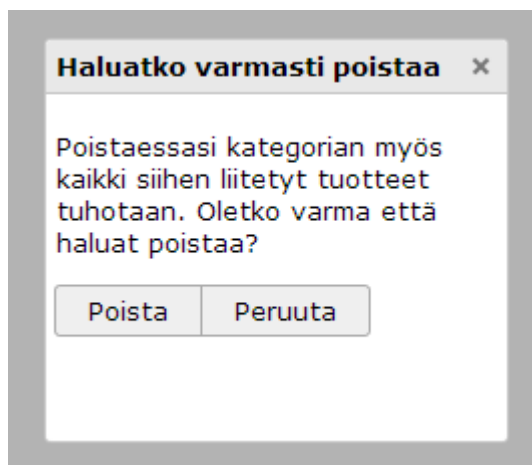 Haluatko varmasti poistaa ×
Poistaessasi kategorian myös
kaikki siihen liitetyt tuotteet
tuhotaan. Oletko varma että
haluat poistaa?
Poista Peruuta